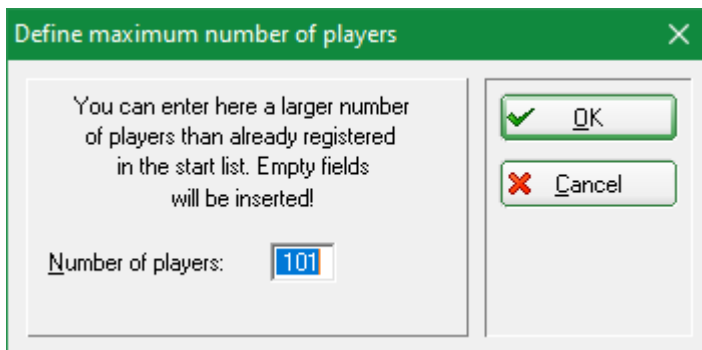 Define maximum number of players
You can enter here a larger number
of players than already registered
in the start list. Empty fields
will be inserted!
Number of players: 101
OK
Cancel